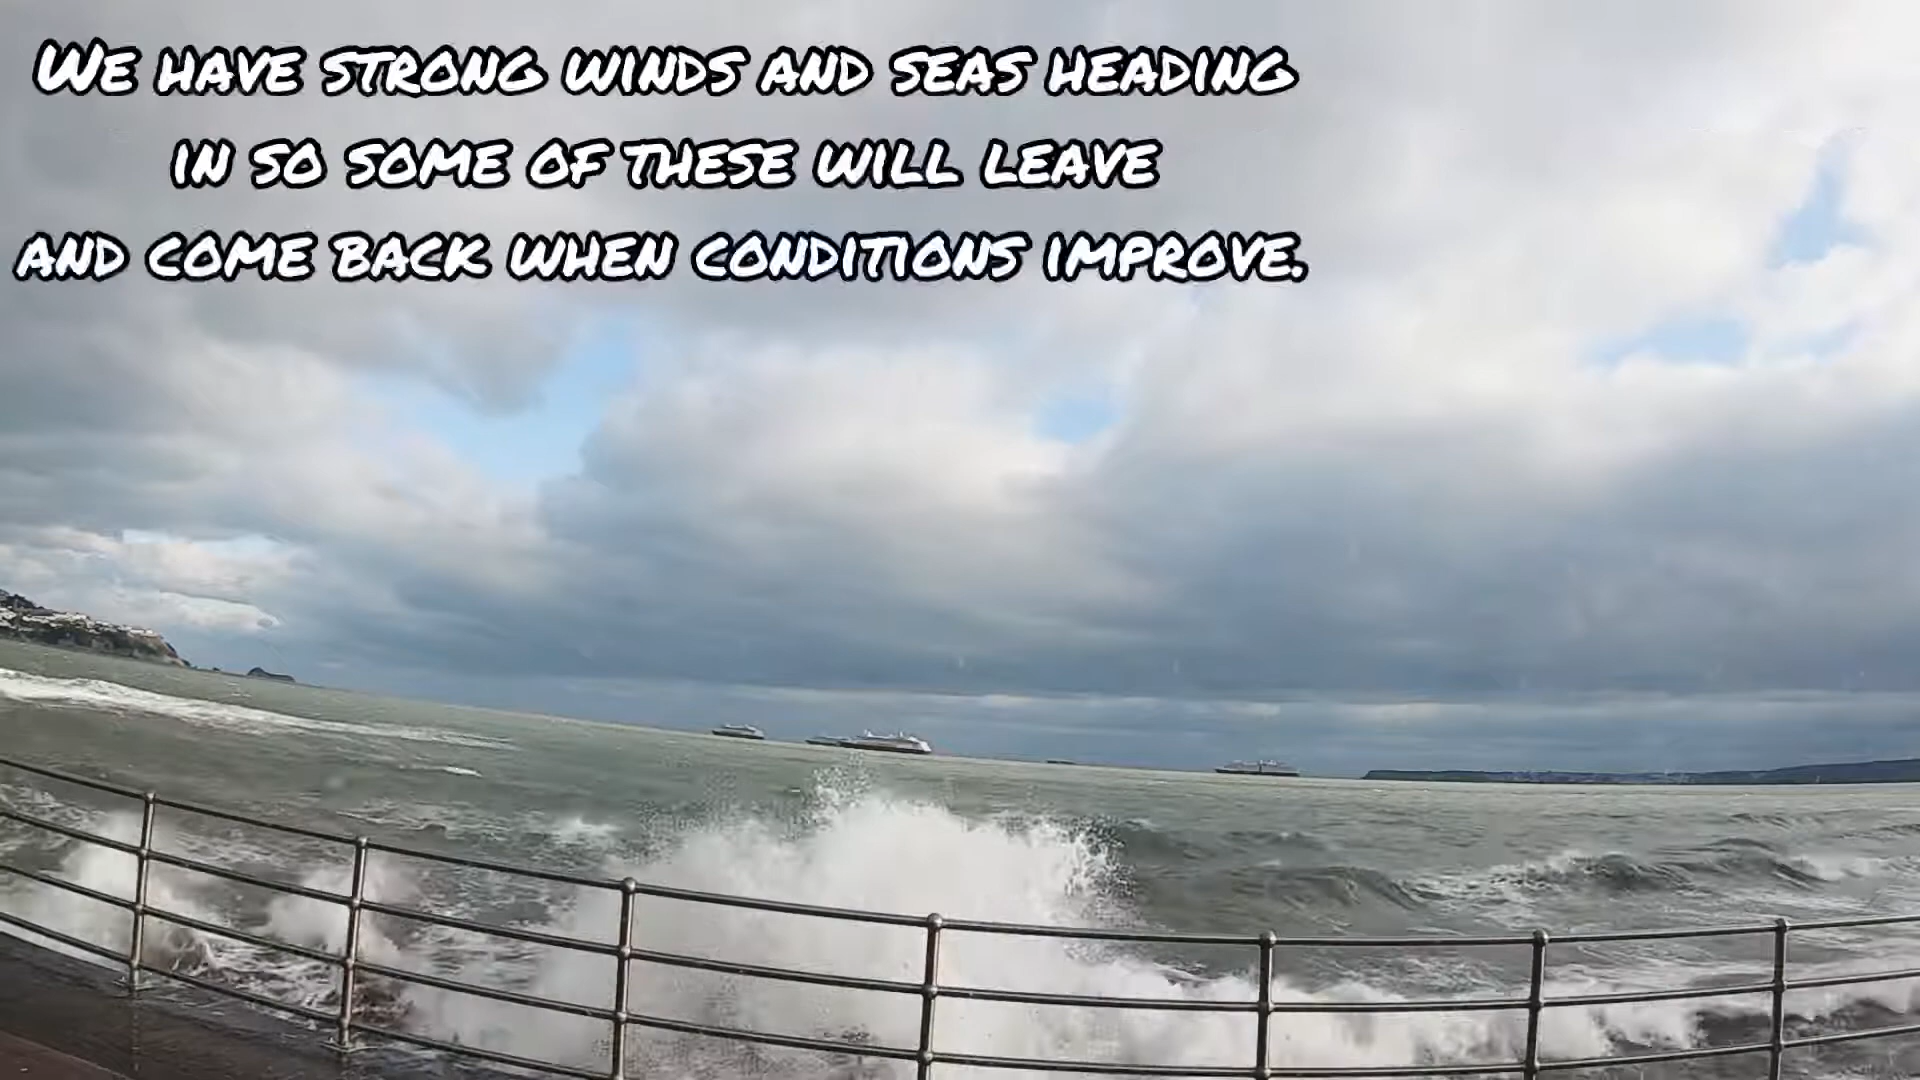 We have strong winds and seas heading
in so some of these will leave
and come back when conditions improve.